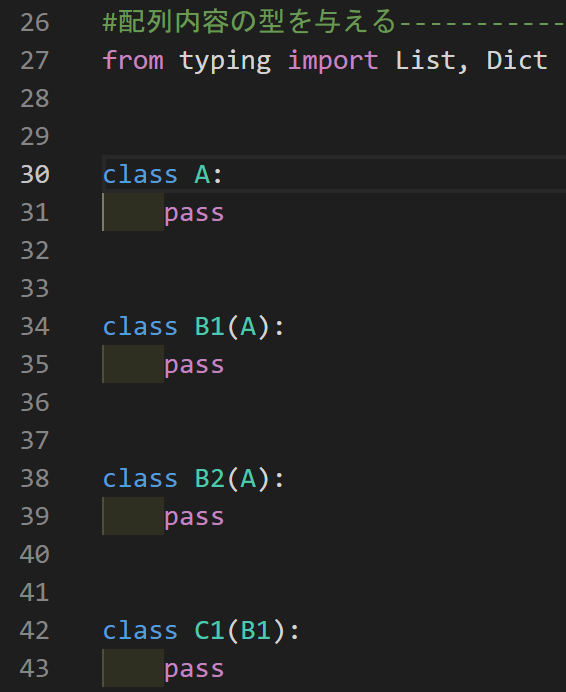 26 #配列内容の型を与える-----------
27 from typing import List, Dict
28
29
30 class A:
31     pass
32
33
34 class B1(A):
35     pass
36
37
38 class B2(A):
39     pass
40
41
42 class C1(B1):
43     pass